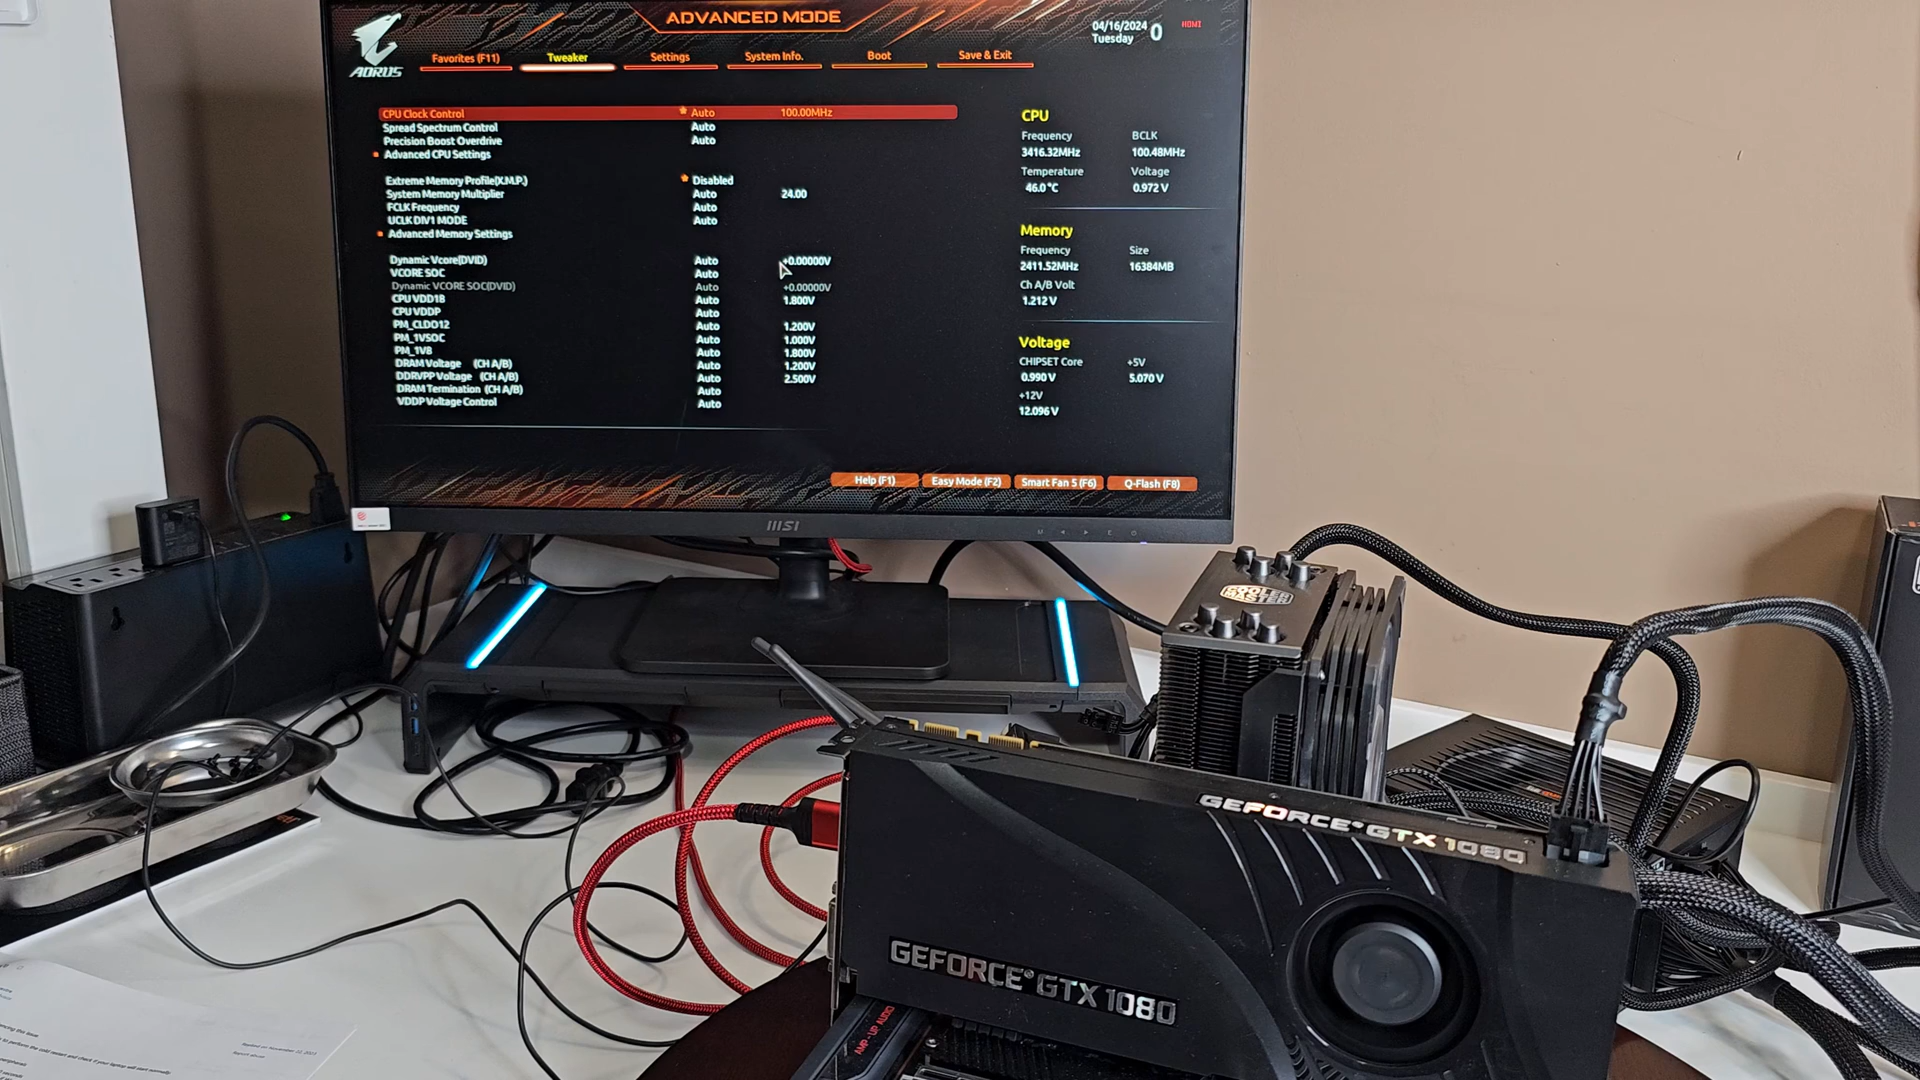 ADVANCED MODE
04/16/2024
Tuesday
0
HDMI
AORUS
Favorites (F11)
Tweaker
Settings
System Info.
Boot
Save & Exit
CPU Clock Control Auto 100.00MHz
Spread Spectrum Control Auto
Precision Boost Overdrive Auto
Advanced CPU Settings
Extreme Memory Profile(X.M.P.) Disabled
System Memory Multiplier Auto 24.00
FCLK Frequency Auto
UCLK DIV1 MODE Auto
Advanced Memory Settings
Dynamic Vcore(DVID) Auto +0.00000V
VCORE SOC Auto
Dynamic VCORE SOC(DVID) Auto +0.00000V
CPU VDD18 Auto 1.800V
CPU VDDP Auto
PM_CLDO12 Auto 1.200V
PM_1VSOC Auto 1.000V
PM_1V8 Auto 1.800V
DRAM Voltage (CH A/B) Auto 1.200V
DDRVPP Voltage (CH A/B) Auto 2.500V
DRAM Termination (CH A/B) Auto
VDDP Voltage Control Auto
CPU
Frequency BCLK
3416.32MHz 100.48MHz
Temperature Voltage
46.0 °C 0.972 V
Memory
Frequency Size
2411.52MHz 16384MB
Ch A/B Volt
1.212 V
Voltage
CHIPSET Core +5V
0.990 V 5.070 V
+12V
12.096 V
Help (F1)
Easy Mode (F2)
Smart Fan 5 (F6)
Q-Flash (F8)
MSI
COOLER
MASTER
GEFORCE® GTX 1080
GEFORCE® GTX 1080
AMP-UP AUDIO